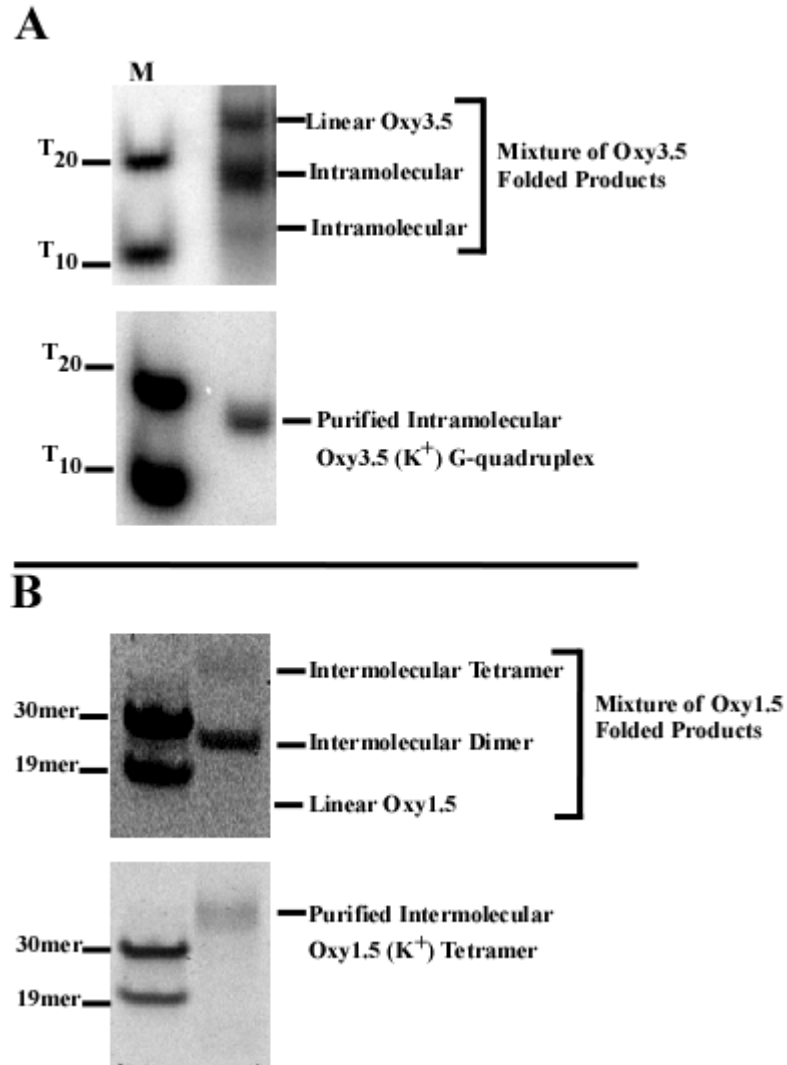 A
M
T20
Linear Oxy3.5
Mixture of Oxy3.5
Folded Products
Intramolecular
Intramolecular
T10
T20
Purified Intramolecular
Oxy3.5 (K+) G-quadruplex
T10
B
Intermolecular Tetramer
30mer
Mixture of Oxy1.5
Folded Products
Intermolecular Dimer
19mer
Linear Oxy1.5
Purified Intermolecular
30mer
Oxy1.5 (K+) Tetramer
19mer